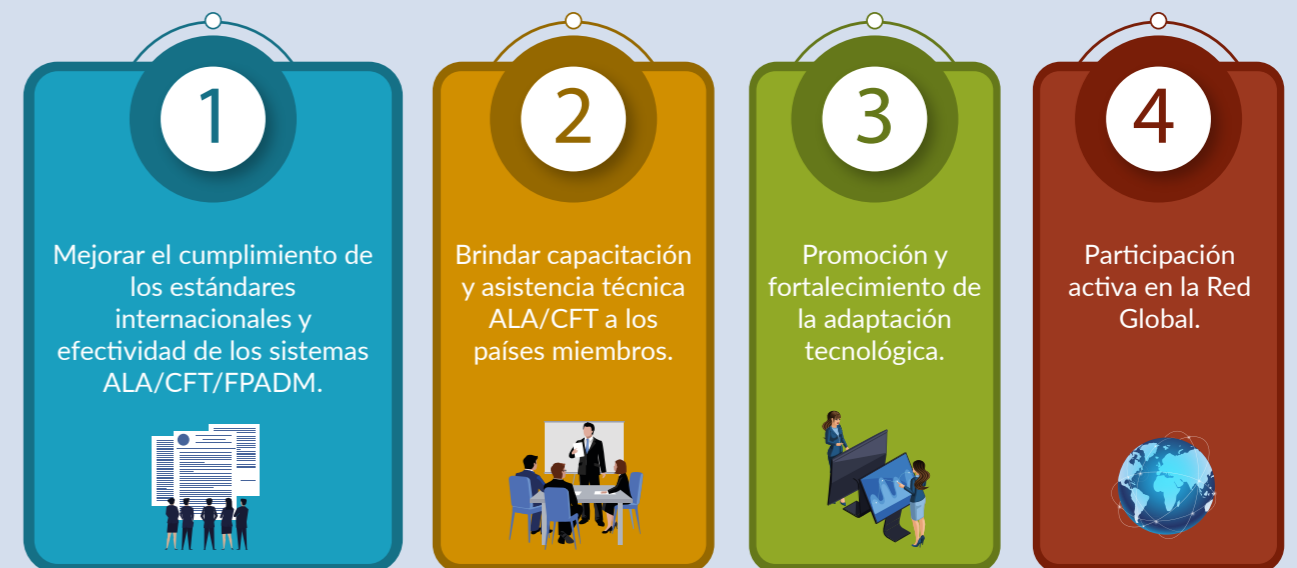 1
Mejorar el cumplimiento de
los estándares
internacionales y
efectividad de los sistemas
ALA/CFT/FPADM.
2
Brindar capacitación
y asistencia técnica
ALA/CFT a los
países miembros.
3
Promoción y
fortalecimiento de
la adaptación
tecnológica.
4
Participación
activa en la Red
Global.